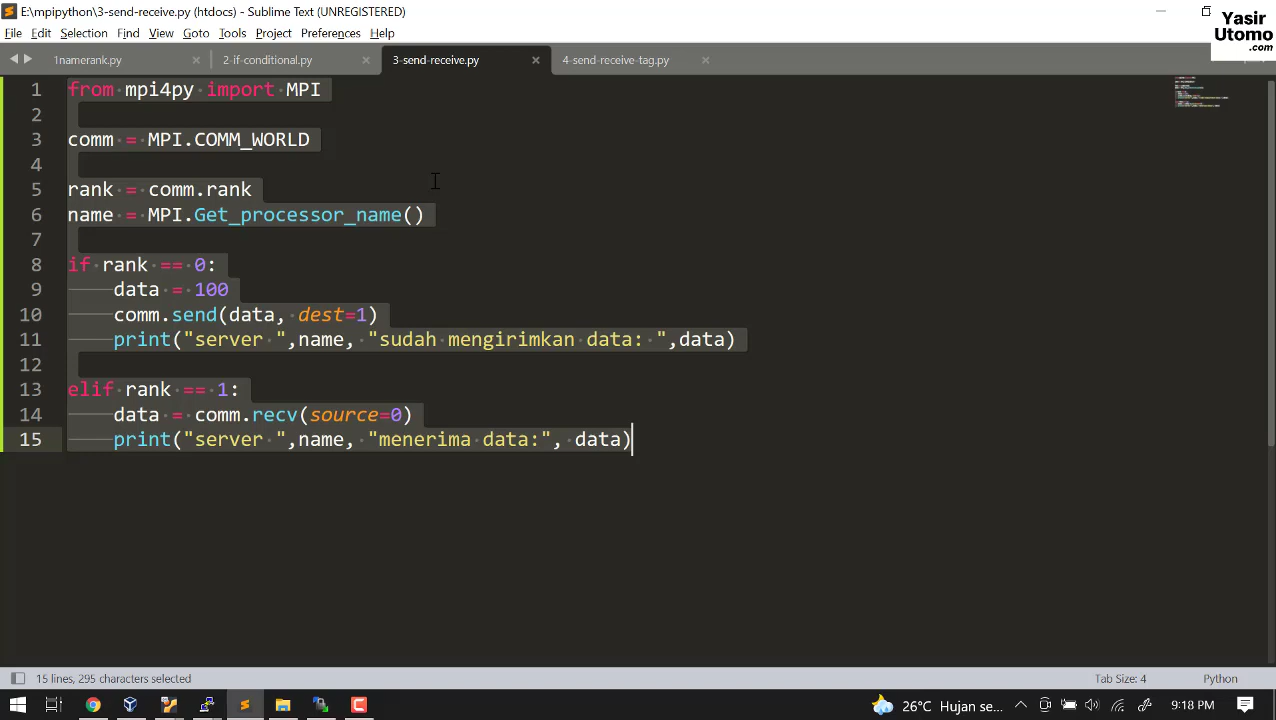 E:\mpipython\3-send-receive.py (htdocs) - Sublime Text (UNREGISTERED)
Yasir
Utomo
.com
File Edit Selection Find View Goto Tools Project Preferences Help
1namerank.py 2-if-conditional.py 3-send-receive.py 4-send-receive-tag.py
1 from mpi4py import MPI
2
3 comm = MPI.COMM_WORLD
4
5 rank = comm.rank
6 name = MPI.Get_processor_name()
7
8 if rank == 0:
9 data = 100
10 comm.send(data, dest=1)
11 print("server ",name, "sudah mengirimkan data: ",data)
12
13 elif rank == 1:
14 data = comm.recv(source=0)
15 print("server ",name, "menerima data:", data)
15 lines, 295 characters selected Tab Size: 4 Python
26°C Hujan se... 9:18 PM